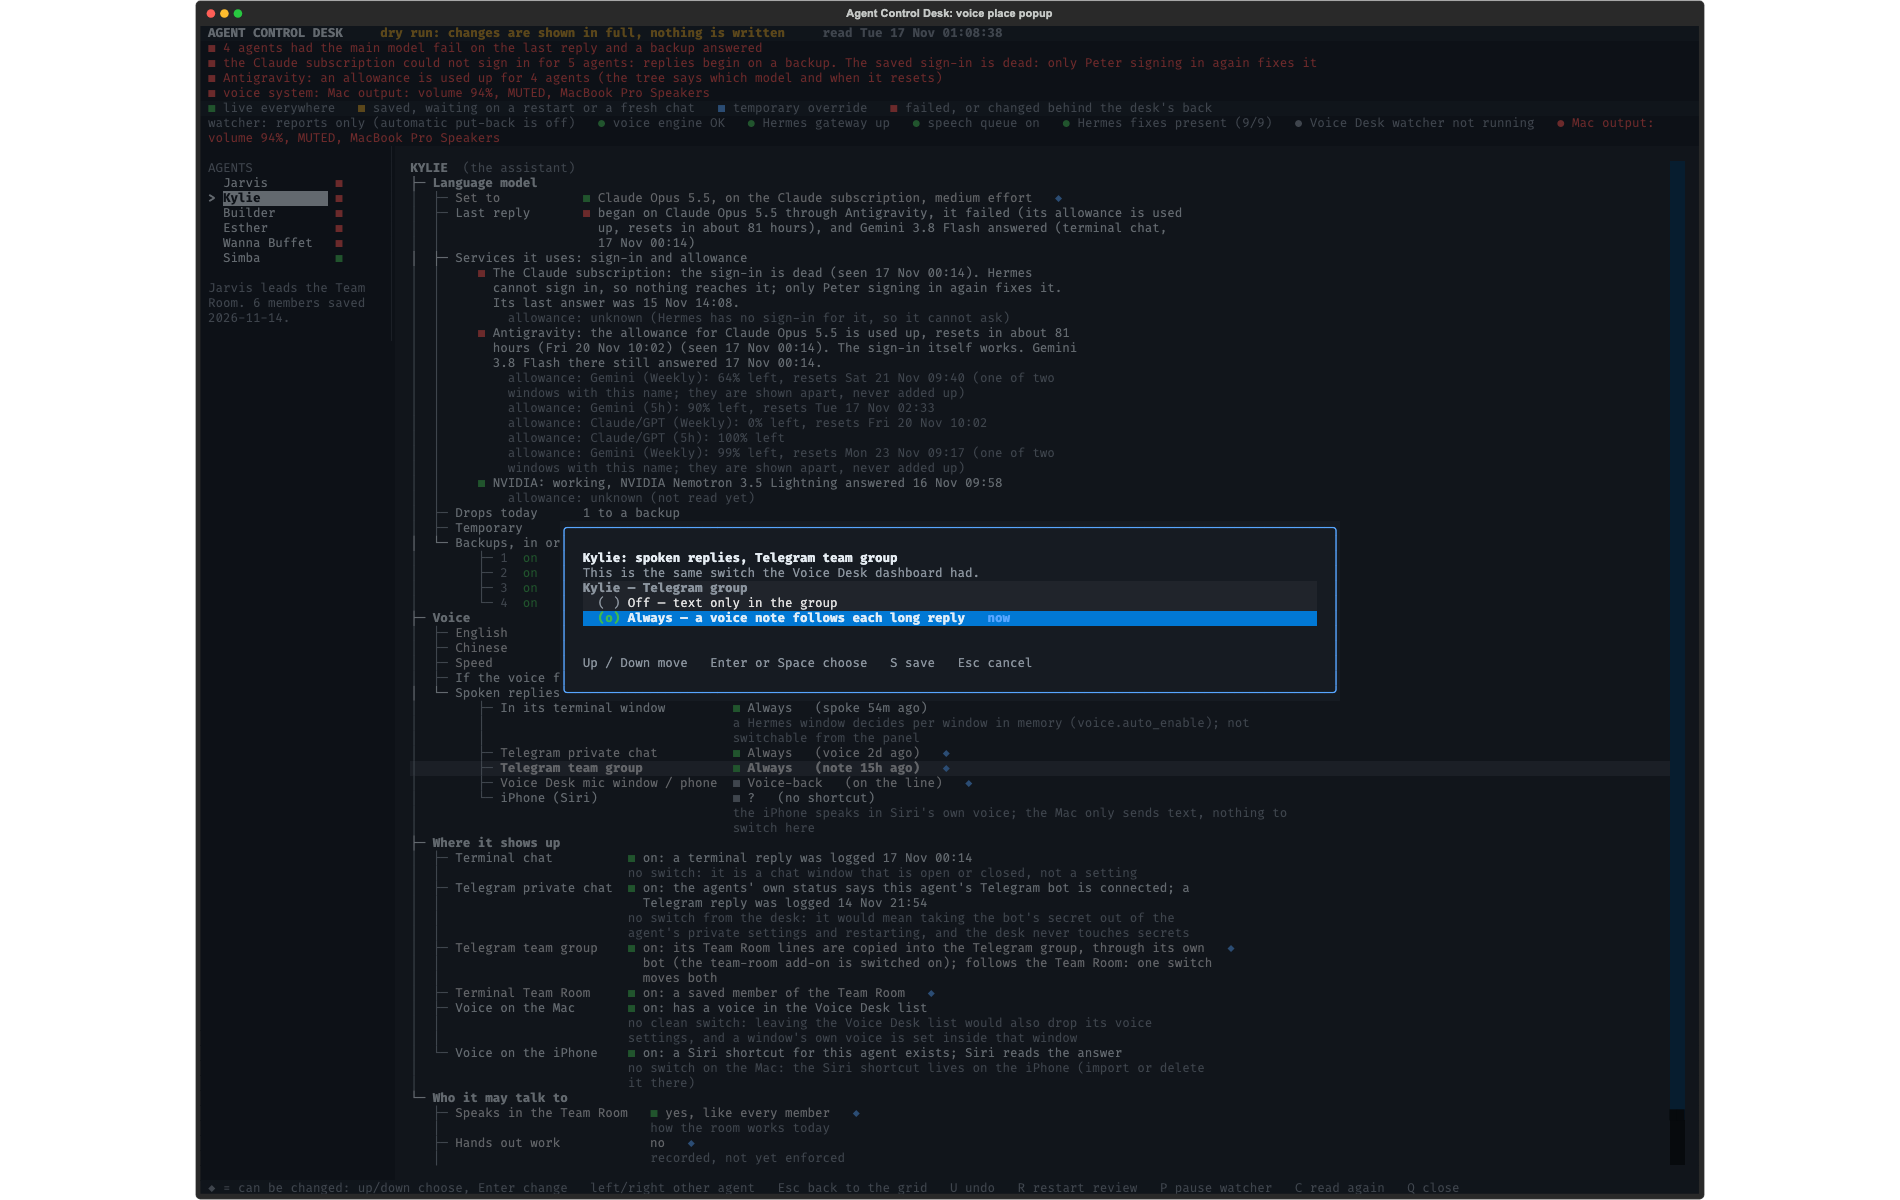 Agent Control Desk: voice place popup
AGENT CONTROL DESK dry run: changes are shown in full, nothing is written read Tue 17 Nov 01:08:38
4 agents had the main model fail on the last reply and a backup answered
the Claude subscription could not sign in for 5 agents: replies begin on a backup. The saved sign-in is dead: only Peter signing in again fixes it
Antigravity: an allowance is used up for 4 agents (the tree says which model and when it resets)
voice system: Mac output: volume 94%, MUTED, MacBook Pro Speakers
live everywhere saved, waiting on a restart or a fresh chat temporary override failed, or changed behind the desk's back
watcher: reports only (automatic put-back is off) ● voice engine OK ● Hermes gateway up ● speech queue on ● Hermes fixes present (9/9) ● Voice Desk watcher not running ● Mac output:
volume 94%, MUTED, MacBook Pro Speakers
AGENTS
Jarvis
> Kylie
Builder
Esther
Wanna Buffet
Simba
Jarvis leads the Team
Room. 6 members saved
2026-11-14.
KYLIE (the assistant)
Language model
Set to Claude Opus 5.5, on the Claude subscription, medium effort ◆
Last reply began on Claude Opus 5.5 through Antigravity, it failed (its allowance is used
up, resets in about 81 hours), and Gemini 3.8 Flash answered (terminal chat,
17 Nov 00:14)
Services it uses: sign-in and allowance
The Claude subscription: the sign-in is dead (seen 17 Nov 00:14). Hermes
cannot sign in, so nothing reaches it; only Peter signing in again fixes it.
Its last answer was 15 Nov 14:08.
allowance: unknown (Hermes has no sign-in for it, so it cannot ask)
Antigravity: the allowance for Claude Opus 5.5 is used up, resets in about 81
hours (Fri 20 Nov 10:02) (seen 17 Nov 00:14). The sign-in itself works. Gemini
3.8 Flash there still answered 17 Nov 00:14.
allowance: Gemini (Weekly): 64% left, resets Sat 21 Nov 09:40 (one of two
windows with this name; they are shown apart, never added up)
allowance: Gemini (5h): 90% left, resets Tue 17 Nov 02:33
allowance: Claude/GPT (Weekly): 0% left, resets Fri 20 Nov 10:02
allowance: Claude/GPT (5h): 100% left
allowance: Gemini (Weekly): 99% left, resets Mon 23 Nov 09:17 (one of two
windows with this name; they are shown apart, never added up)
NVIDIA: working, NVIDIA Nemotron 3.5 Lightning answered 16 Nov 09:58
allowance: unknown (not read yet)
Drops today 1 to a backup
Temporary
Backups, in or
1 on
2 on
3 on
4 on
Kylie: spoken replies, Telegram team group
This is the same switch the Voice Desk dashboard had.
Kylie — Telegram group
( ) Off — text only in the group
(o) Always — a voice note follows each long reply now
Up / Down move Enter or Space choose S save Esc cancel
Voice
English
Chinese
Speed
If the voice f
Spoken replies
In its terminal window Always (spoke 54m ago)
a Hermes window decides per window in memory (voice.auto_enable); not
switchable from the panel
Telegram private chat Always (voice 2d ago) ◆
Telegram team group Always (note 15h ago) ◆
Voice Desk mic window / phone Voice-back (on the line) ◆
iPhone (Siri) ? (no shortcut)
the iPhone speaks in Siri's own voice; the Mac only sends text, nothing to
switch here
Where it shows up
Terminal chat on: a terminal reply was logged 17 Nov 00:14
no switch: it is a chat window that is open or closed, not a setting
Telegram private chat on: the agents' own status says this agent's Telegram bot is connected; a
Telegram reply was logged 14 Nov 21:54
no switch from the desk: it would mean taking the bot's secret out of the
agent's private settings and restarting, and the desk never touches secrets
Telegram team group on: its Team Room lines are copied into the Telegram group, through its own ◆
bot (the team-room add-on is switched on); follows the Team Room: one switch
moves both
Terminal Team Room on: a saved member of the Team Room ◆
Voice on the Mac on: has a voice in the Voice Desk list
no clean switch: leaving the Voice Desk list would also drop its voice
settings, and a window's own voice is set inside that window
Voice on the iPhone on: a Siri shortcut for this agent exists; Siri reads the answer
no switch on the Mac: the Siri shortcut lives on the iPhone (import or delete
it there)
Who it may talk to
Speaks in the Team Room yes, like every member ◆
how the room works today
Hands out work no ◆
recorded, not yet enforced
◆ = can be changed: up/down choose, Enter change left/right other agent Esc back to the grid U undo R restart review P pause watcher C read again Q close